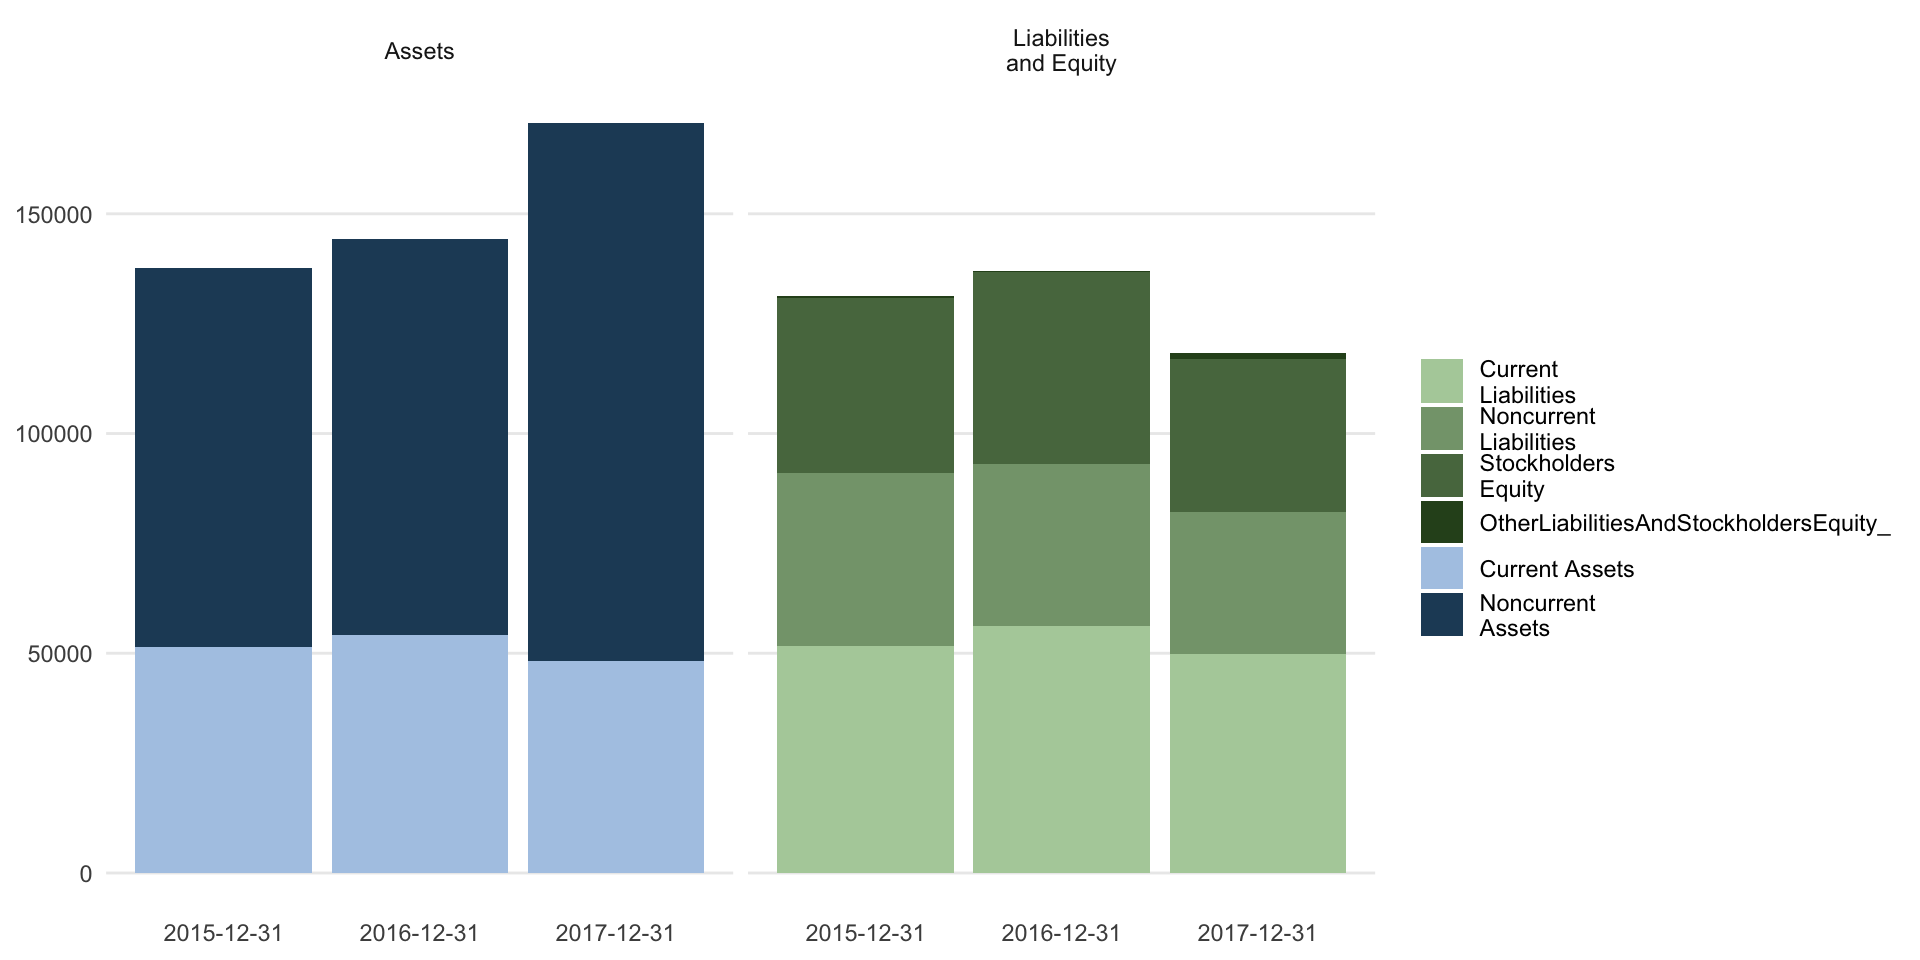 Assets
Liabilities
and Equity
150000
100000
50000
0
2015-12-31
2016-12-31
2017-12-31
2015-12-31
2016-12-31
2017-12-31
Current
Liabilities
Noncurrent
Liabilities
Stockholders
Equity
OtherLiabilitiesAndStockholdersEquity_
Current Assets
Noncurrent
Assets